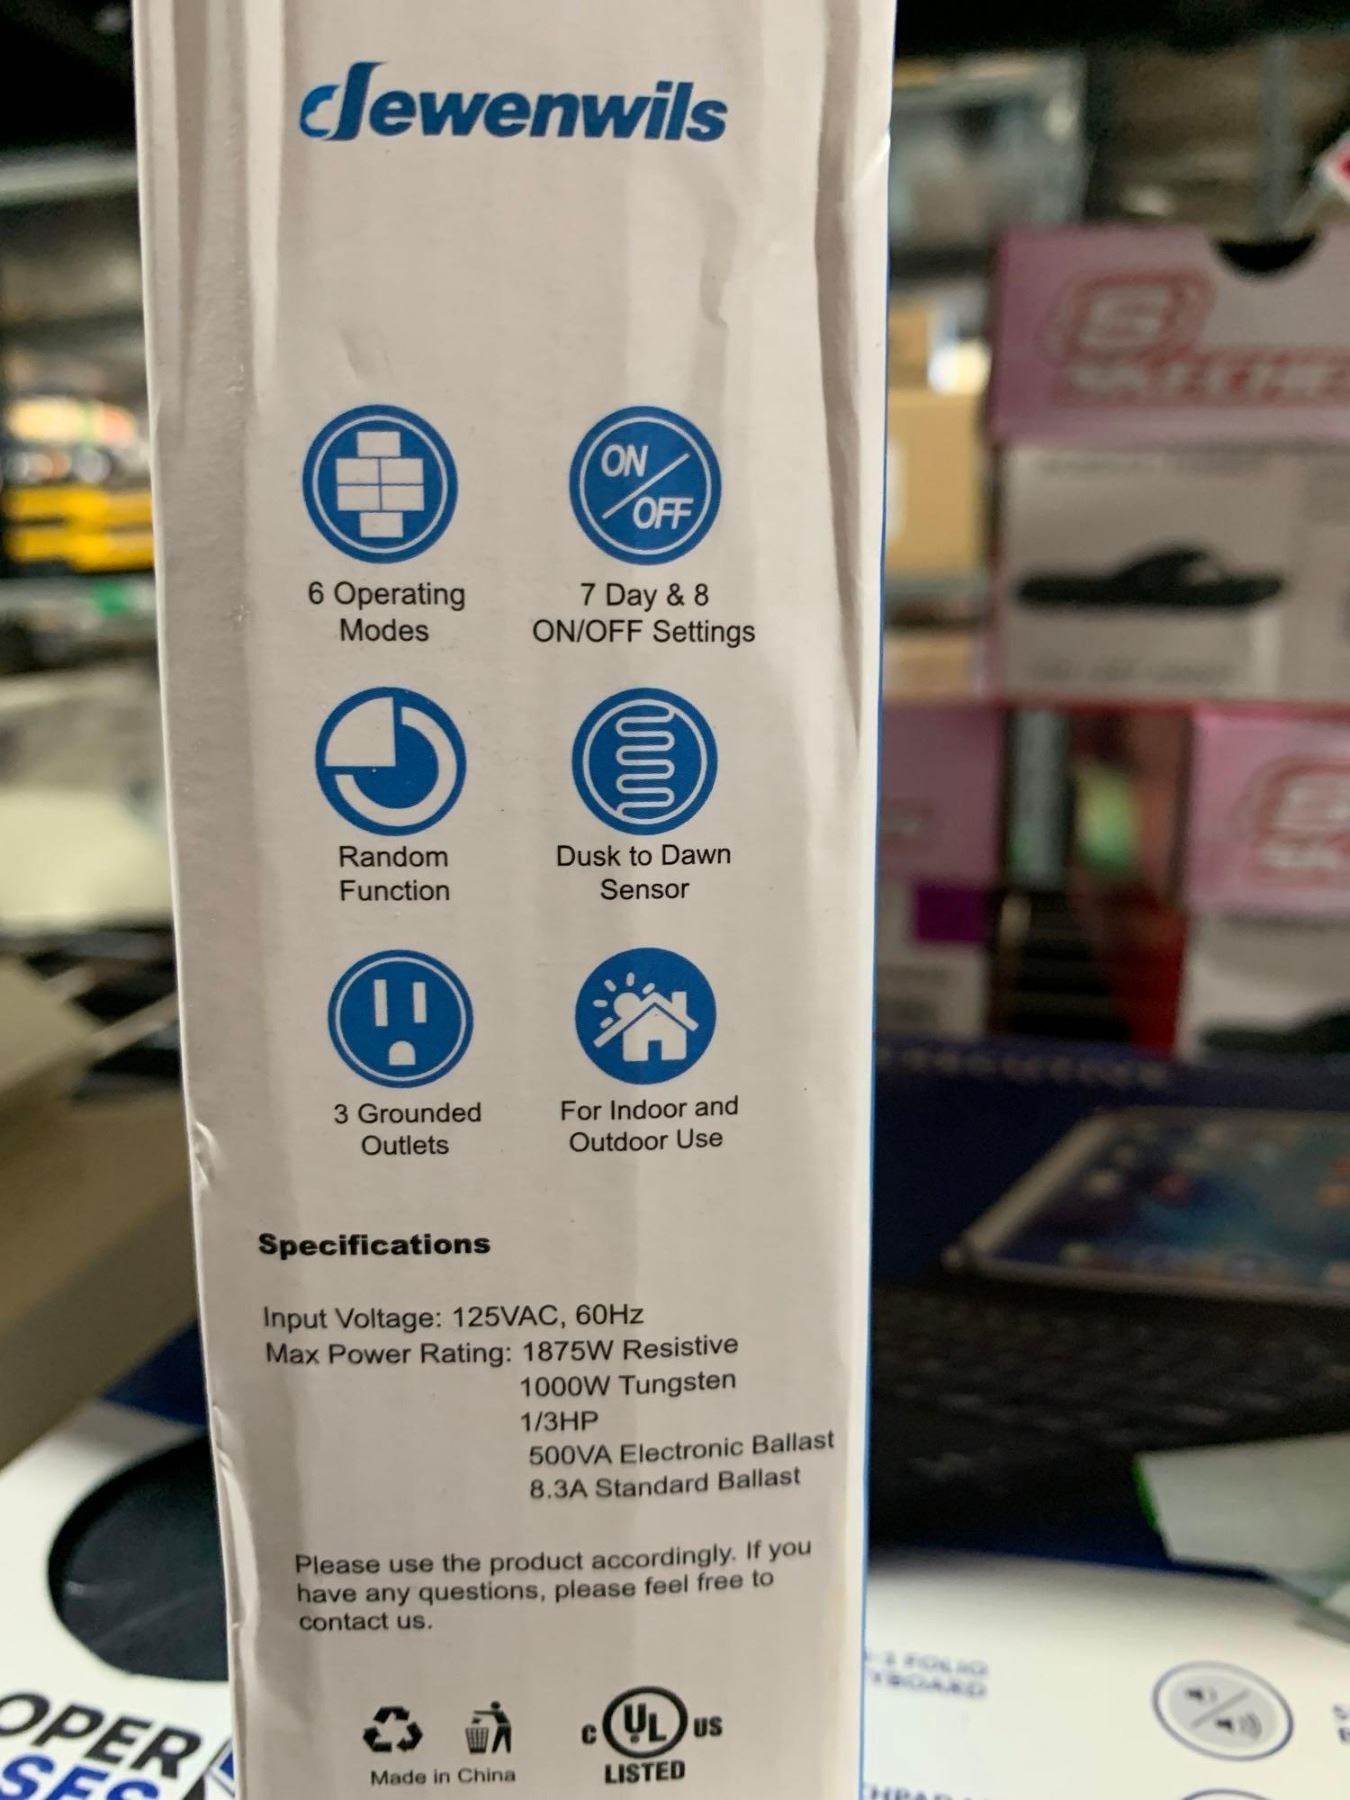 dewenwils
ON
OFF
6 Operating
Modes
7 Day & 8
ON/OFF Settings
Random
Function
Dusk to Dawn
Sensor
3 Grounded
Outlets
For Indoor and
Outdoor Use
Specifications
Input Voltage: 125VAC, 60Hz
Max Power Rating: 1875W Resistive
1000W Tungsten
1/3HP
500VA Electronic Ballast
8.3A Standard Ballast
Please use the product accordingly. If you
have any questions, please feel free to
contact us.
Made in China
C UL US
LISTED
OPER
S